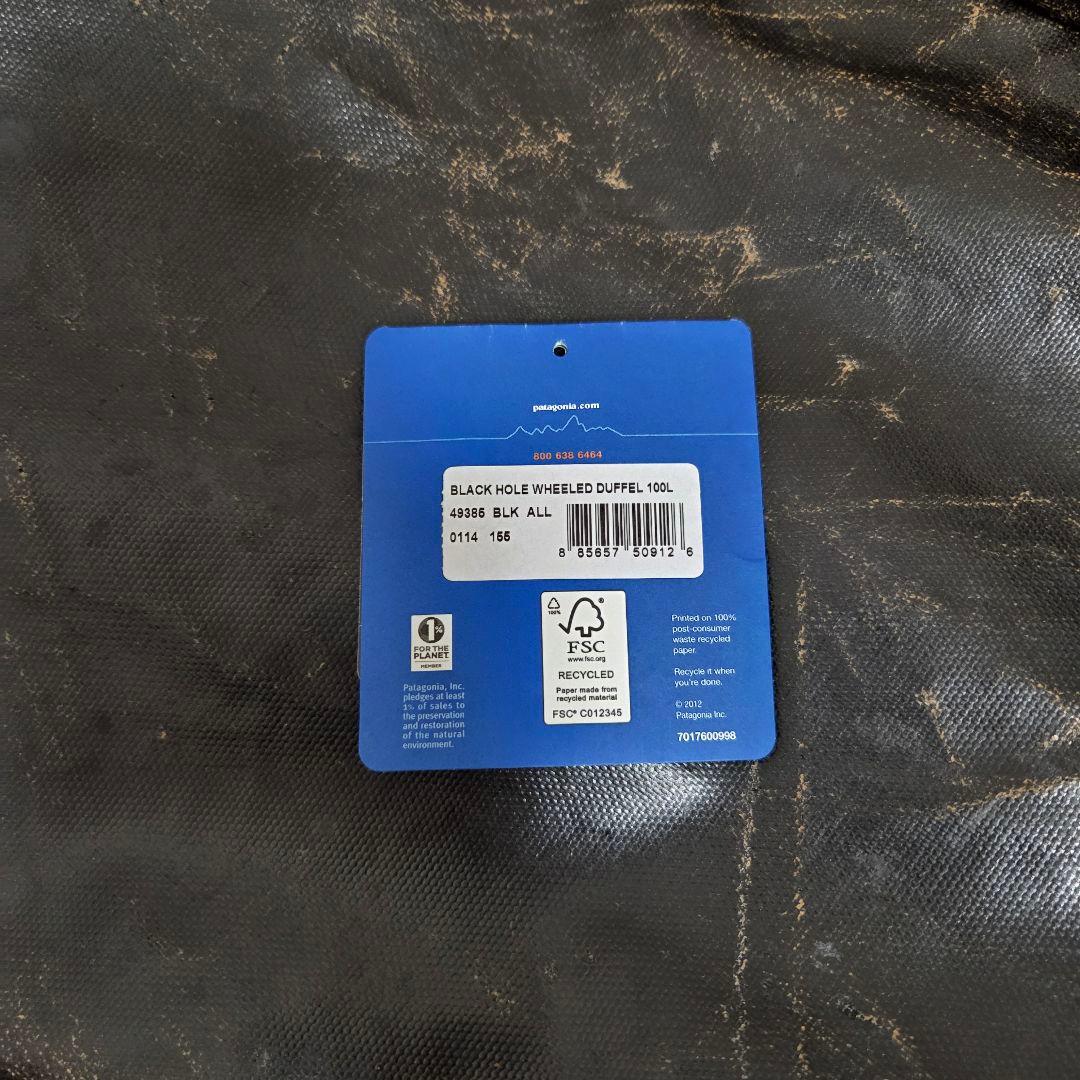 patagonia.com
800 638 6464
BLACK HOLE WHEELED DUFFEL 100L
49385 BLK ALL
0114 155
8 85657 50912 6
1%
FOR THE
PLANET
MEMBER
Patagonia, Inc.
pledges at least
1% of sales to
the preservation
and restoration
of the natural
environment.
100%
®
FSC
www.fsc.org
RECYCLED
Paper made from
recycled material
FSC® C012345
Printed on 100%
post-consumer
waste recycled
paper.
Recycle it when
you're done.
© 2012
Patagonia Inc.
7017600998